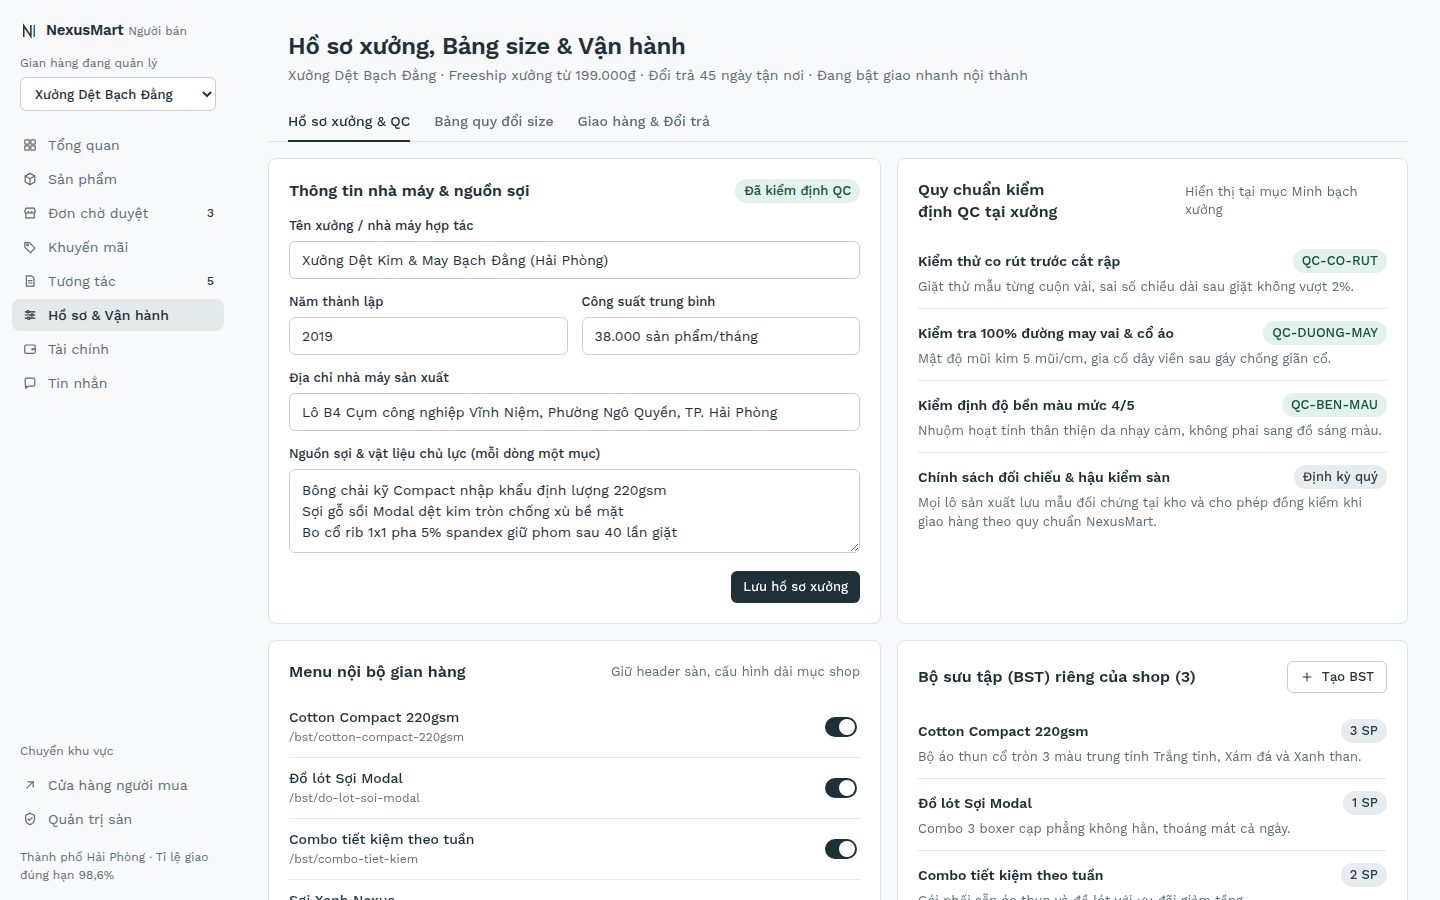 NexusMart Người bán
Gian hàng đang quản lý
Xưởng Dệt Bạch Đằng
Tổng quan
Sản phẩm
Đơn chờ duyệt 3
Khuyến mãi
Tương tác 5
Hồ sơ & Vận hành
Tài chính
Tin nhắn
Chuyển khu vực
Cửa hàng người mua
Quản trị sàn
Thành phố Hải Phòng · Tỉ lệ giao
đúng hạn 98,6%
Hồ sơ xưởng, Bảng size & Vận hành
Xưởng Dệt Bạch Đằng · Freeship xưởng từ 199.000₫ · Đổi trả 45 ngày tận nơi · Đang bật giao nhanh nội thành
Hồ sơ xưởng & QC
Bảng quy đổi size
Giao hàng & Đổi trả
Thông tin nhà máy & nguồn sợi
Đã kiểm định QC
Tên xưởng / nhà máy hợp tác
Xưởng Dệt Kim & May Bạch Đằng (Hải Phòng)
Năm thành lập
Công suất trung bình
2019
38.000 sản phẩm/tháng
Địa chỉ nhà máy sản xuất
Lô B4 Cụm công nghiệp Vĩnh Niệm, Phường Ngô Quyền, TP. Hải Phòng
Nguồn sợi & vật liệu chủ lực (mỗi dòng một mục)
Bông chải kỹ Compact nhập khẩu định lượng 220gsm
Sợi gỗ sồi Modal dệt kim tròn chống xù bề mặt
Bo cổ rib 1x1 pha 5% spandex giữ phom sau 40 lần giặt
Lưu hồ sơ xưởng
Quy chuẩn kiểm
định QC tại xưởng
Hiển thị tại mục Minh bạch
xưởng
Kiểm thử co rút trước cắt rập
QC-CO-RUT
Giặt thử mẫu từng cuộn vải, sai số chiều dài sau giặt không vượt 2%.
Kiểm tra 100% đường may vai & cổ áo
QC-DUONG-MAY
Mật độ mũi kim 5 mũi/cm, gia cố dây viền sau gáy chống giãn cổ.
Kiểm định độ bền màu mức 4/5
QC-BEN-MAU
Nhuộm hoạt tính thân thiện da nhạy cảm, không phai sang đồ sáng màu.
Chính sách đối chiếu & hậu kiểm sàn
Định kỳ quý
Mọi lô sản xuất lưu mẫu đối chứng tại kho và cho phép đồng kiểm khi
giao hàng theo quy chuẩn NexusMart.
Menu nội bộ gian hàng
Giữ header sàn, cấu hình dải mục shop
Cotton Compact 220gsm
/bst/cotton-compact-220gsm
Đồ lót Sợi Modal
/bst/do-lot-soi-modal
Combo tiết kiệm theo tuần
/bst/combo-tiet-kiem
Sợi Xanh Nexus
Bộ sưu tập (BST) riêng của shop (3)
Tạo BST
Cotton Compact 220gsm
3 SP
Bộ áo thun cổ tròn 3 màu trung tính Trắng tinh, Xám đá và Xanh than.
Đồ lót Sợi Modal
1 SP
Combo 3 boxer cạp phẳng không hằn, thoáng mát cả ngày.
Combo tiết kiệm theo tuần
2 SP
Gói phối sẵn áo thun và đồ lót với ưu đãi giảm tầng.